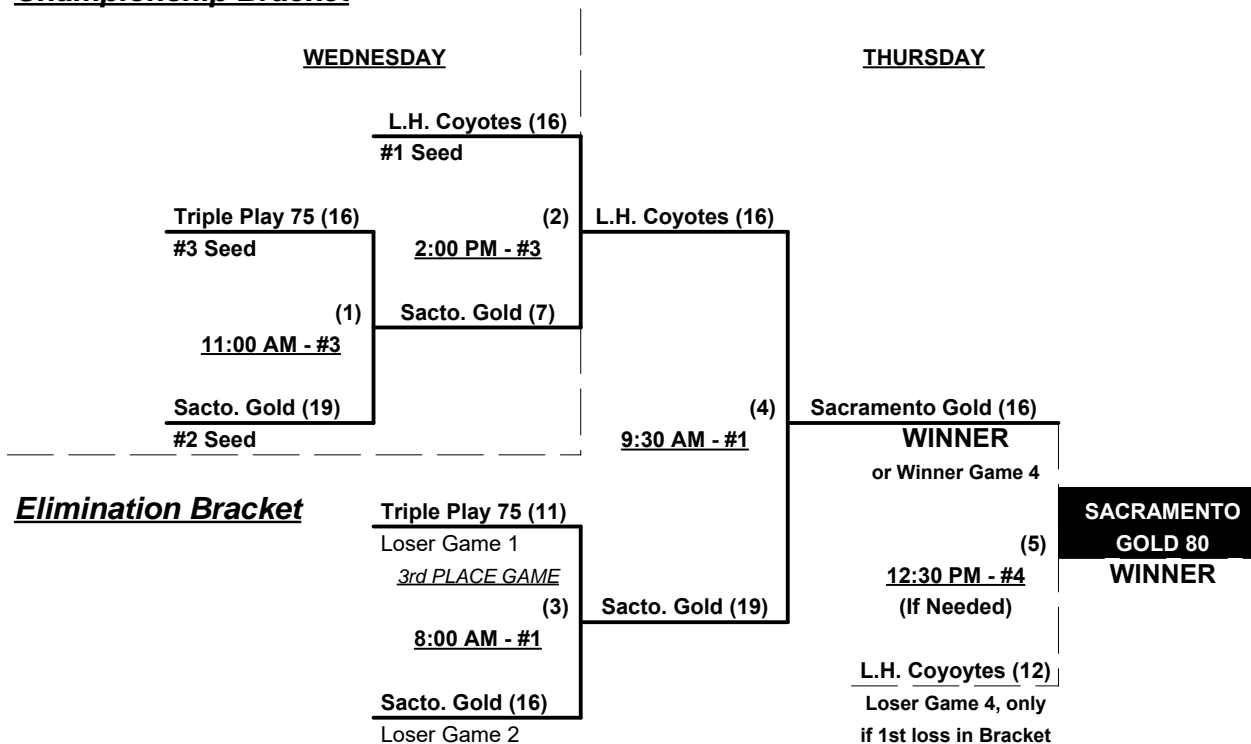 Championship Bracket
WEDNESDAY
THURSDAY
L.H. Coyotes (16)
#1 Seed
Triple Play 75 (16)
(2)
L.H. Coyotes (16)
#3 Seed
2:00 PM - #3
(1)
Sacto. Gold (7)
11:00 AM - #3
Sacto. Gold (19)
(4)
Sacramento Gold (16)
#2 Seed
9:30 AM - #1
WINNER
or Winner Game 4
Elimination Bracket
Triple Play 75 (11)
SACRAMENTO
Loser Game 1
(5)
GOLD 80
3rd PLACE GAME
12:30 PM - #4
WINNER
(3)
Sacto. Gold (19)
(If Needed)
8:00 AM - #1
L.H. Coyoytes (12)
Sacto. Gold (16)
Loser Game 4, only
Loser Game 2
if 1st loss in Bracket